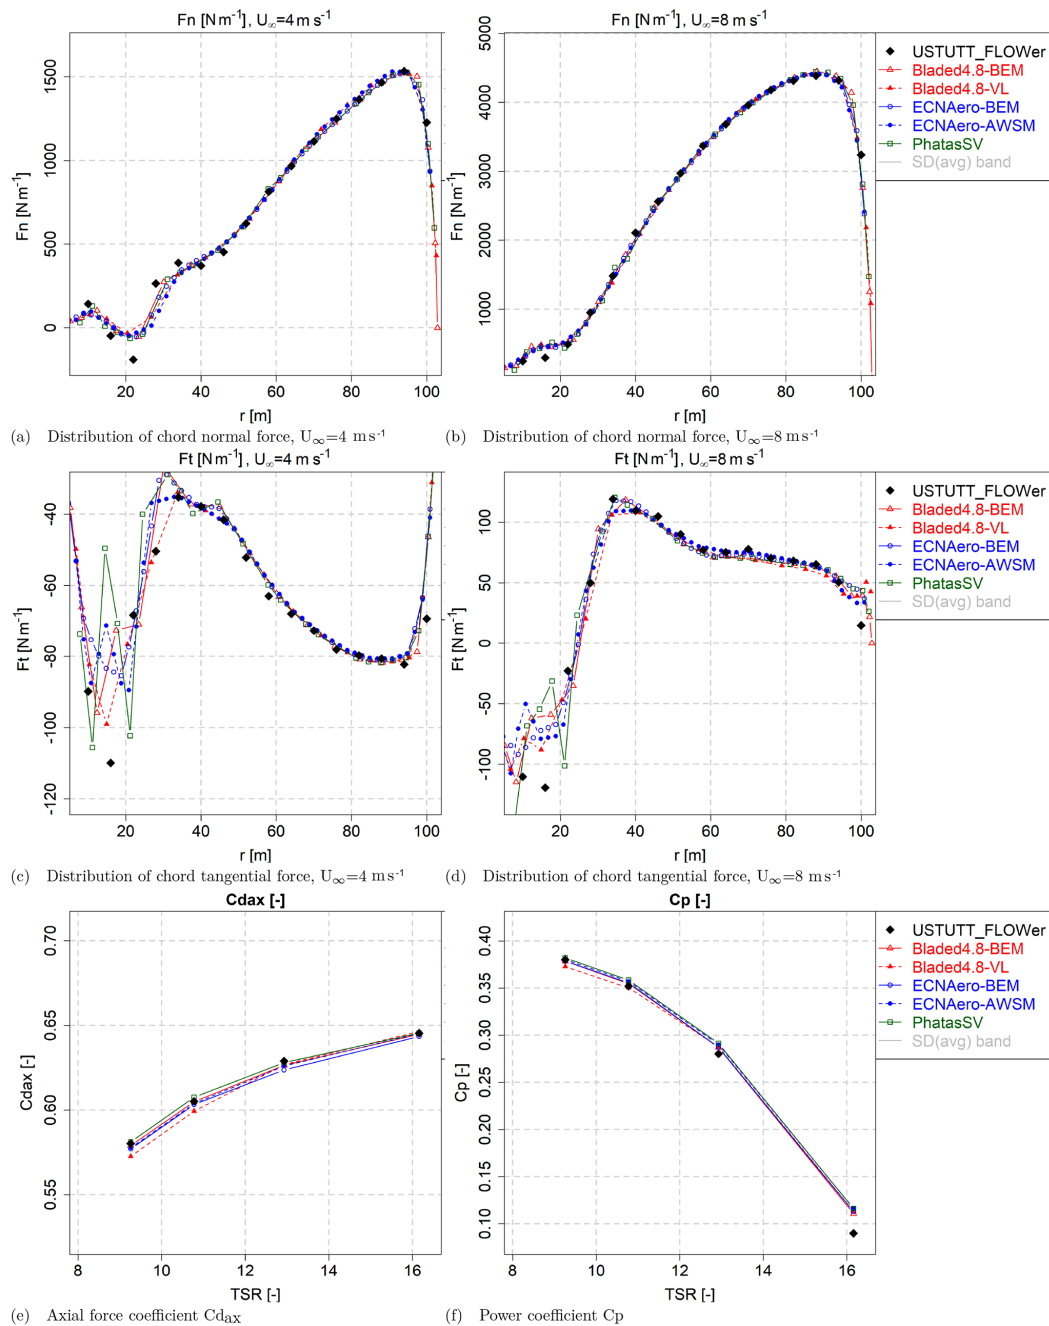 Fn [N m⁻¹] , U∞=4 m s⁻¹
Fn [N m⁻¹]
0 500 1000 1500
20 40 60 80 100
r [m]
(a) Distribution of chord normal force, U∞=4 m s⁻¹
Fn [N m⁻¹] , U∞=8 m s⁻¹
Fn [N m⁻¹]
1000 2000 3000 4000 5000
20 40 60 80 100
r [m]
(b) Distribution of chord normal force, U∞=8 m s⁻¹
USTUTT_FLOWer
Bladed4.8-BEM
Bladed4.8-VL
ECNAero-BEM
ECNAero-AWSM
PhatasSV
SD(avg) band
Ft [N m⁻¹] , U∞=4 m s⁻¹
Ft [N m⁻¹]
-120 -100 -80 -60 -40
20 40 60 80 100
r [m]
(c) Distribution of chord tangential force, U∞=4 m s⁻¹
Ft [N m⁻¹] , U∞=8 m s⁻¹
Ft [N m⁻¹]
-100 -50 0 50 100
20 40 60 80 100
r [m]
(d) Distribution of chord tangential force, U∞=8 m s⁻¹
USTUTT_FLOWer
Bladed4.8-BEM
Bladed4.8-VL
ECNAero-BEM
ECNAero-AWSM
PhatasSV
SD(avg) band
Cdax [-]
Cdax [-]
0.55 0.60 0.65 0.70
8 10 12 14 16
TSR [-]
(e) Axial force coefficient Cdax
Cp [-]
Cp [-]
0.10 0.15 0.20 0.25 0.30 0.35 0.40
8 10 12 14 16
TSR [-]
(f) Power coefficient Cp
USTUTT_FLOWer
Bladed4.8-BEM
Bladed4.8-VL
ECNAero-BEM
ECNAero-AWSM
PhatasSV
SD(avg) band